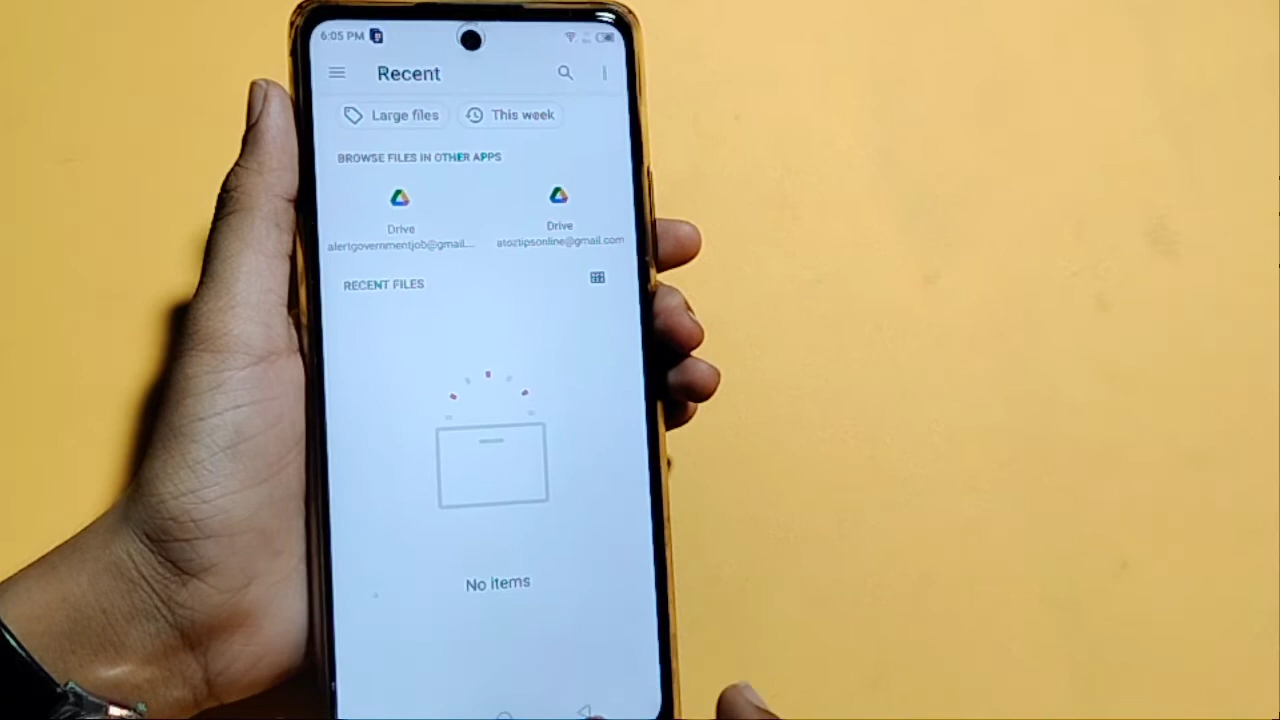 6:05 PM
Recent
Large files
This week
BROWSE FILES IN OTHER APPS
Drive
alertgovernmentjob@gmail...
Drive
atoztipsonline@gmail.com
RECENT FILES
No items